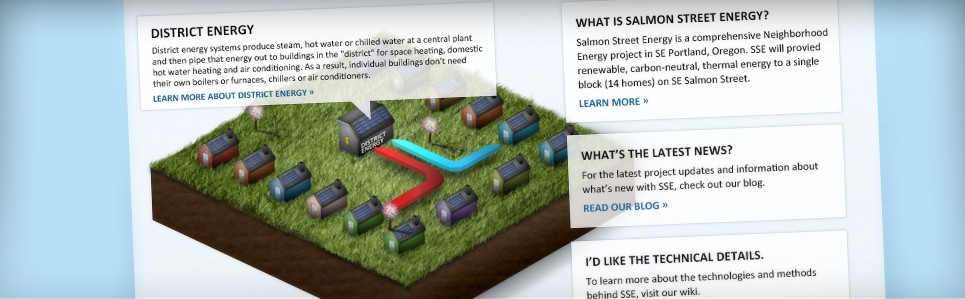 DISTRICT ENERGY
District energy systems produce steam, hot water or chilled water at a central plant
and then pipe that energy out to buildings in the "district" for space heating, domestic
hot water heating and air conditioning. As a result, individual buildings don't need
their own boilers or furnaces, chillers or air conditioners.
LEARN MORE ABOUT DISTRICT ENERGY »
DISTRICT
ENERGY
WHAT IS SALMON STREET ENERGY?
Salmon Street Energy is a comprehensive Neighborhood
Energy project in SE Portland, Oregon. SSE will provied
renewable, carbon-neutral, thermal energy to a single
block (14 homes) on SE Salmon Street.
LEARN MORE »
WHAT'S THE LATEST NEWS?
For the latest project updates and information about
what's new with SSE, check out our blog.
READ OUR BLOG »
I'D LIKE THE TECHNICAL DETAILS.
To learn more about the technologies and methods
behind SSE, visit our wiki.